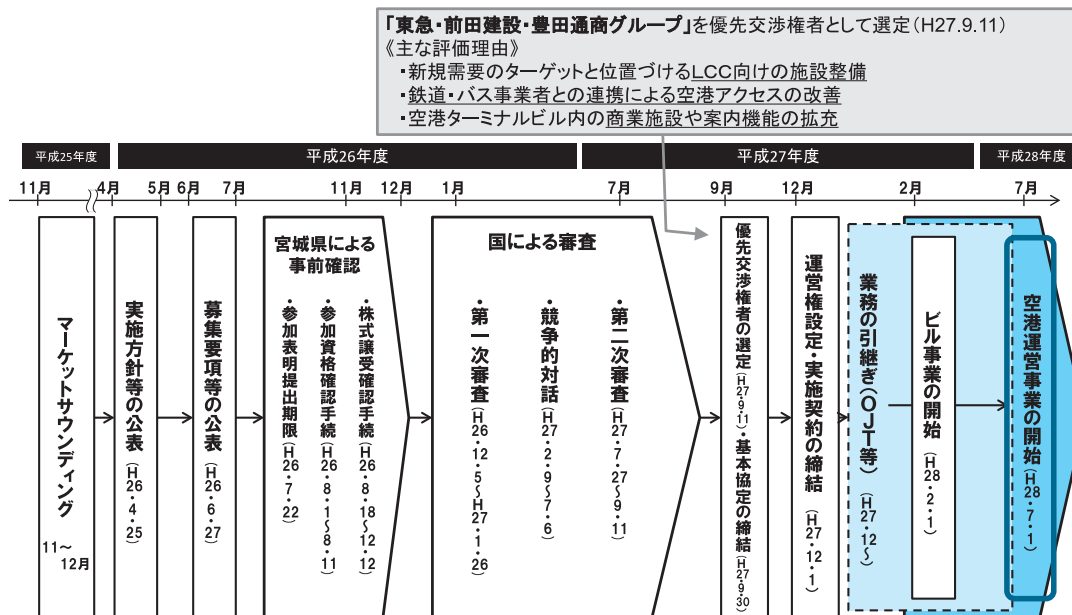 「東急・前田建設・豊田通商グループ」を優先交渉権者として選定(H27.9.11)
《主な評価理由》
・新規需要のターゲットと位置づけるLCC向けの施設整備
・鉄道・バス事業者との連携による空港アクセスの改善
・空港ターミナルビル内の商業施設や案内機能の拡充
平成25年度
平成26年度
平成27年度
平成28年度
11月
4月
5月
6月
7月
11月
12月
1月
7月
9月
12月
2月
7月
マーケットサウンディング
11～
12月
実施方針等の公表(H26・4・25)
募集要項等の公表(H26・6・27)
宮城県による
事前確認
・参加表明提出期限(H26・7・22)
・参加資格確認手続(H26・8・1～8・11)
・株式譲受確認手続(H26・8・18～12・12)
国による審査
・第一次審査(H26・12・5～H27・1・26)
・競争的対話(H27・2・9～7・6)
・第二次審査(H27・7・27～9・11)
優先交渉権者の選定(H27・9・11)・基本協定の締結(H27・9・30)
運営権設定・実施契約の締結(H27・12・1)
業務の引継ぎ(OJT等)(H27・12～)
ビル事業の開始(H28・2・1)
空港運営事業の開始(H28・7・1)